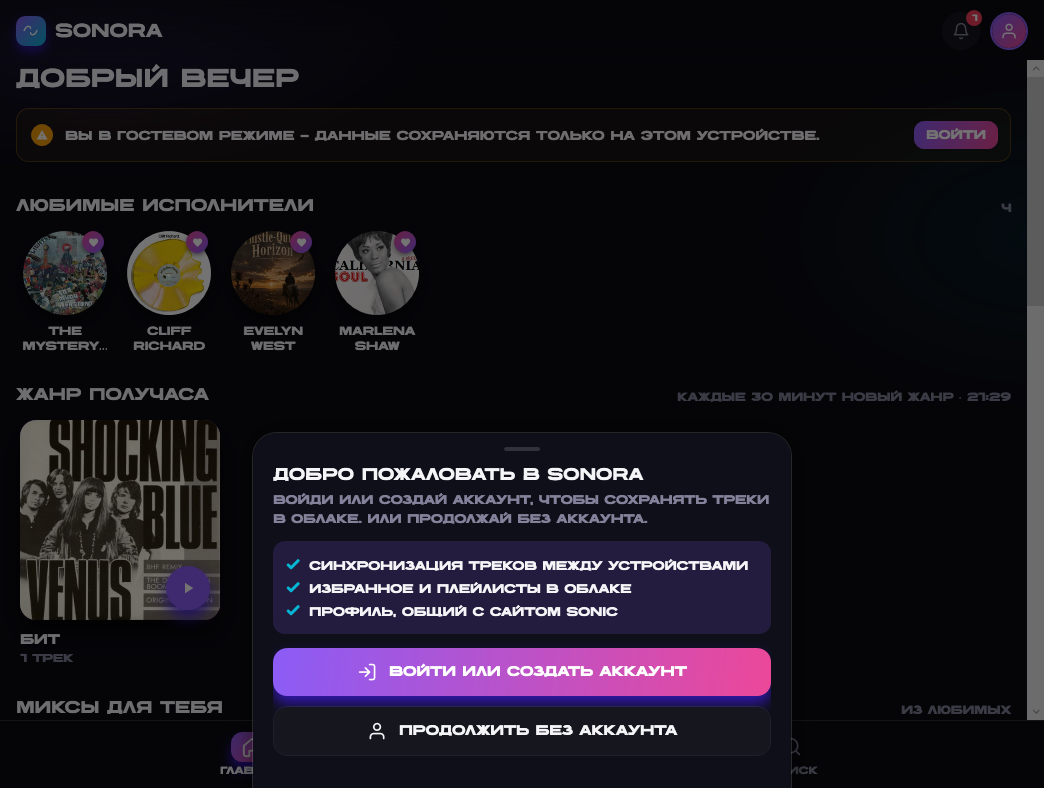 SONORA
1
ДОБРЫЙ ВЕЧЕР
ВЫ В ГОСТЕВОМ РЕЖИМЕ – ДАННЫЕ СОХРАНЯЮТСЯ ТОЛЬКО НА ЭТОМ УСТРОЙСТВЕ.
ВОЙТИ
ЛЮБИМЫЕ ИСПОЛНИТЕЛИ
4
THE
MYSTERY...
CLIFF
RICHARD
EVELYN
WEST
MARLENA
SHAW
ЖАНР ПОЛУЧАСА
КАЖДЫЕ 30 МИНУТ НОВЫЙ ЖАНР · 21:29
SHOCKING
BLUE
VENUS
БИТ
1 ТРЕК
ДОБРО ПОЖАЛОВАТЬ В SONORA
ВОЙДИ ИЛИ СОЗДАЙ АККАУНТ, ЧТОБЫ СОХРАНЯТЬ ТРЕКИ
В ОБЛАКЕ. ИЛИ ПРОДОЛЖАЙ БЕЗ АККАУНТА.
СИНХРОНИЗАЦИЯ ТРЕКОВ МЕЖДУ УСТРОЙСТВАМИ
ИЗБРАННОЕ И ПЛЕЙЛИСТЫ В ОБЛАКЕ
ПРОФИЛЬ, ОБЩИЙ С САЙТОМ SONIC
ВОЙТИ ИЛИ СОЗДАТЬ АККАУНТ
ПРОДОЛЖИТЬ БЕЗ АККАУНТА
МИКСЫ ДЛЯ ТЕБЯ
ИЗ ЛЮБИМЫХ